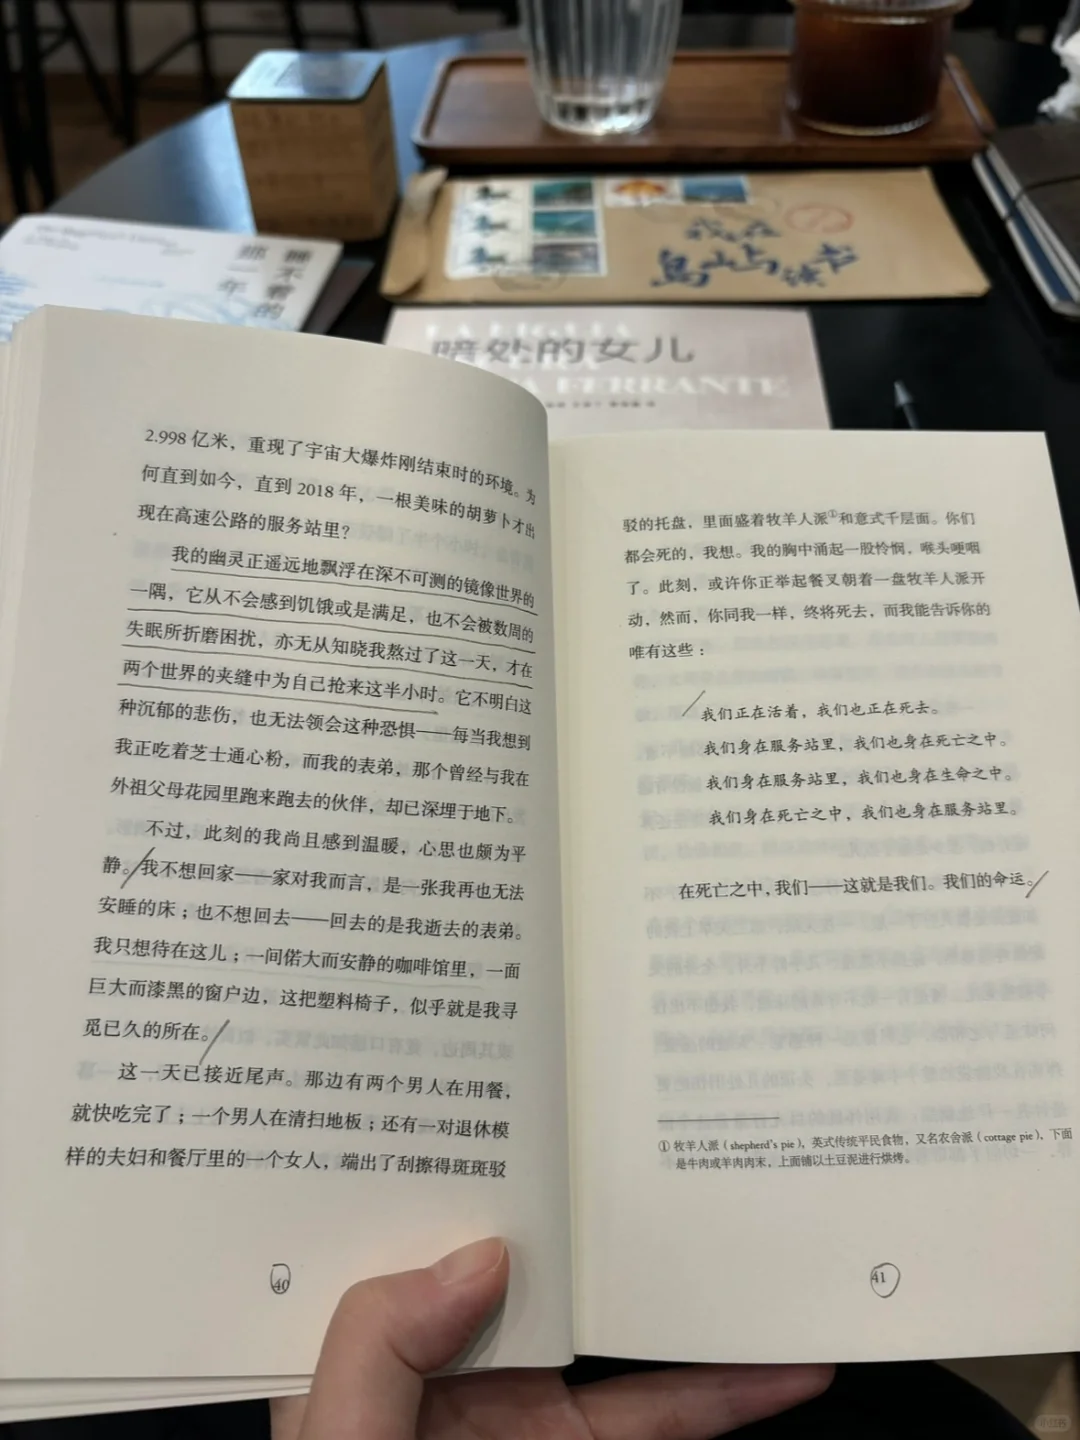 睡不着的
那一年
我在
岛山与读书
暗处的女儿
LA FIGLIA
FERRANTE
2.998 亿米，重现了宇宙大爆炸刚结束时的环境。为
何直到如今，直到 2018 年，一根美味的胡萝卜才出
现在高速公路的服务站里？
我的幽灵正遥远地飘浮在深不可测的镜像世界的
一隅，它从不会感到饥饿或是满足，也不会被数周的
失眠所折磨困扰，亦无从知晓我熬过了这一天，才在
两个世界的夹缝中为自己抢来这半小时。它不明白这
种沉郁的悲伤，也无法领会这种恐惧——每当我想到
我正吃着芝士通心粉，而我的表弟，那个曾经与我在
外祖父母花园里跑来跑去的伙伴，却已深埋于地下。
不过，此刻的我尚且感到温暖，心思也颇为平
静。我不想回家——家对我而言，是一张我再也无法
安睡的床；也不想回去——回去的是我逝去的表弟。
我只想待在这儿；一间偌大而安静的咖啡馆里，一面
巨大而漆黑的窗户边，这把塑料椅子，似乎就是我寻
觅已久的所在。
这一天已接近尾声。那边有两个男人在用餐，
就快吃完了；一个男人在清扫地板；还有一对退休模
样的夫妇和餐厅里的一个女人，端出了刮擦得斑斑驳
40
驳的托盘，里面盛着牧羊人派①和意式千层面。你们
都会死的，我想。我的胸中涌起一股怜悯，喉头哽咽
了。此刻，或许你正举起餐叉朝着一盘牧羊人派开
动，然而，你同我一样，终将死去，而我能告诉你的
唯有这些：
我们正在活着，我们也正在死去。
我们身在服务站里，我们也身在死亡之中。
我们身在服务站里，我们也身在生命之中。
我们身在死亡之中，我们也身在服务站里。
在死亡之中，我们——这就是我们。我们的命运。
① 牧羊人派（shepherd's pie），英式传统平民食物，又名农舍派（cottage pie），下面
是牛肉或羊肉肉末，上面铺以土豆泥进行烘烤。
41
小红书